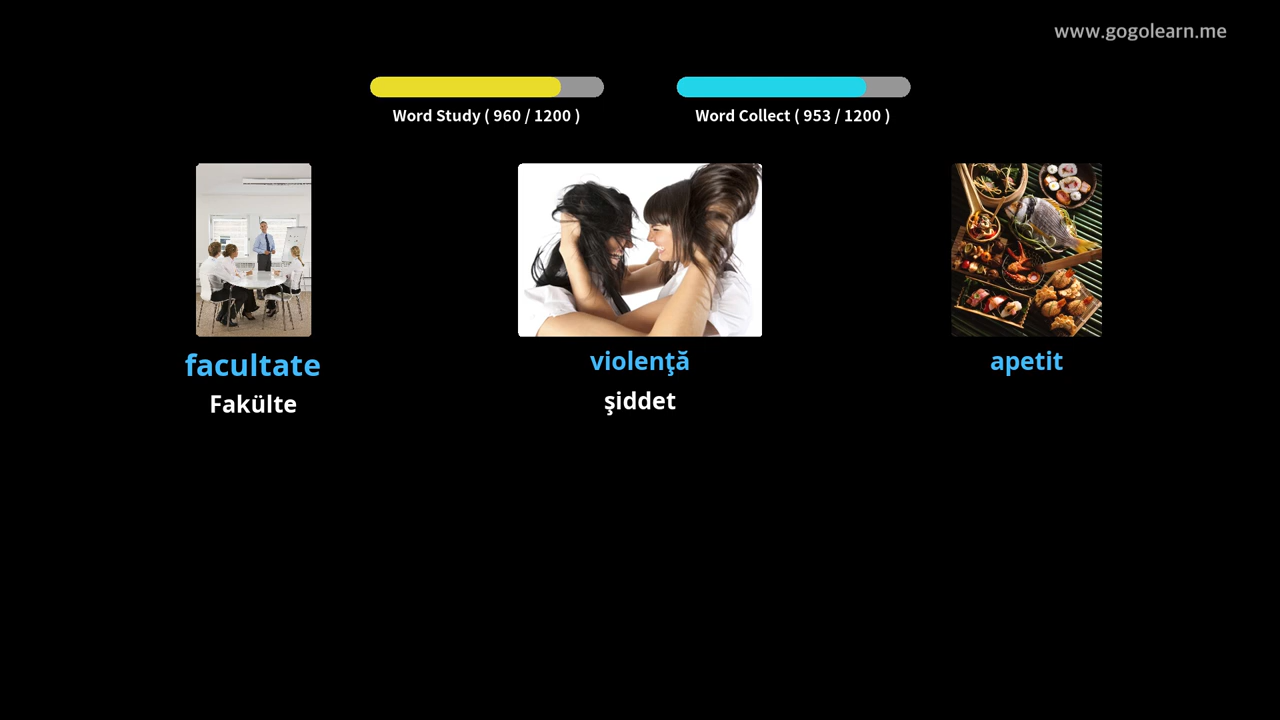 www.gogolearn.me
Word Study ( 960 / 1200 )
Word Collect ( 953 / 1200 )
facultate
Fakülte
violenţă
şiddet
apetit